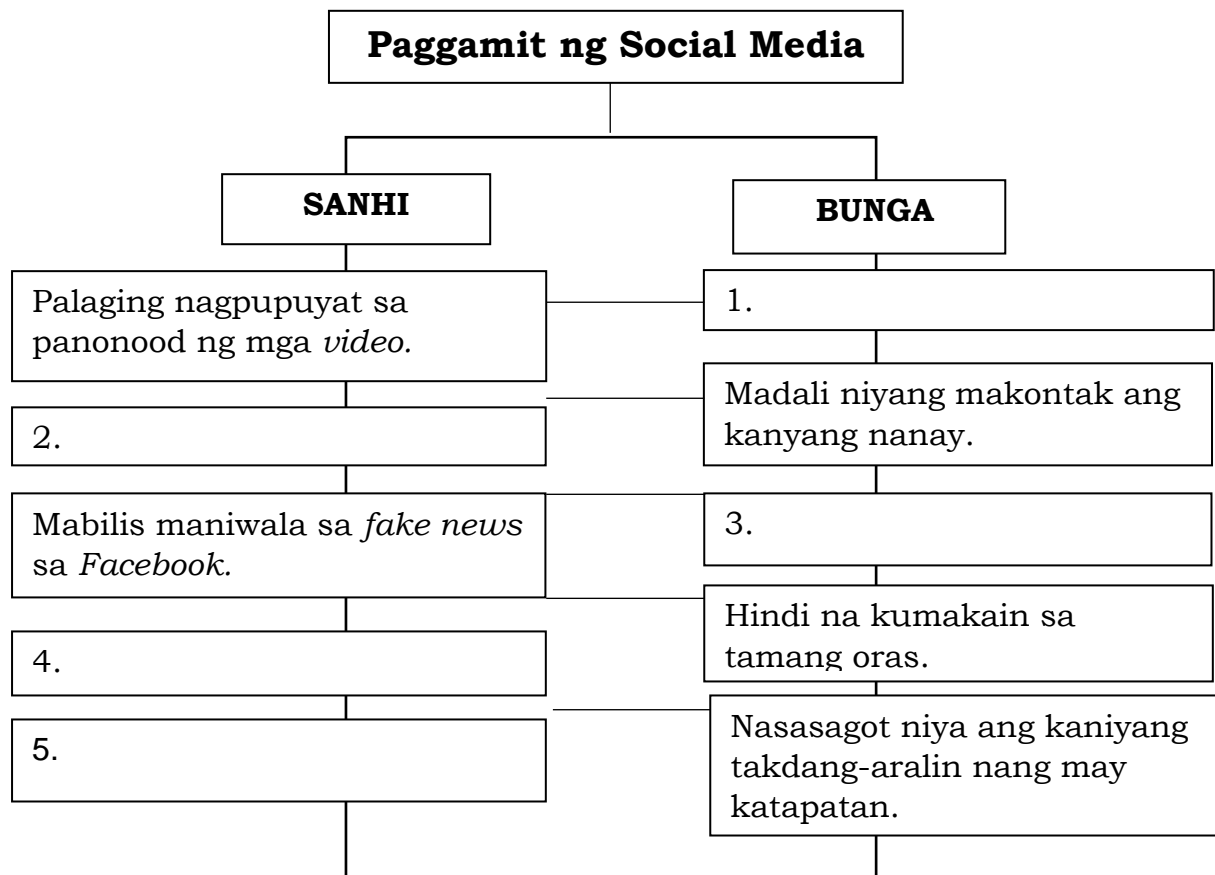 Paggamit ng Social Media
SANHI
BUNGA
Palaging nagpupuyat sa
panonood ng mga video.
1.
2.
Madali niyang makontak ang
kanyang nanay.
Mabilis maniwala sa fake news
sa Facebook.
3.
4.
Hindi na kumakain sa
tamang oras.
5.
Nasasagot niya ang kaniyang
takdang-aralin nang may
katapatan.